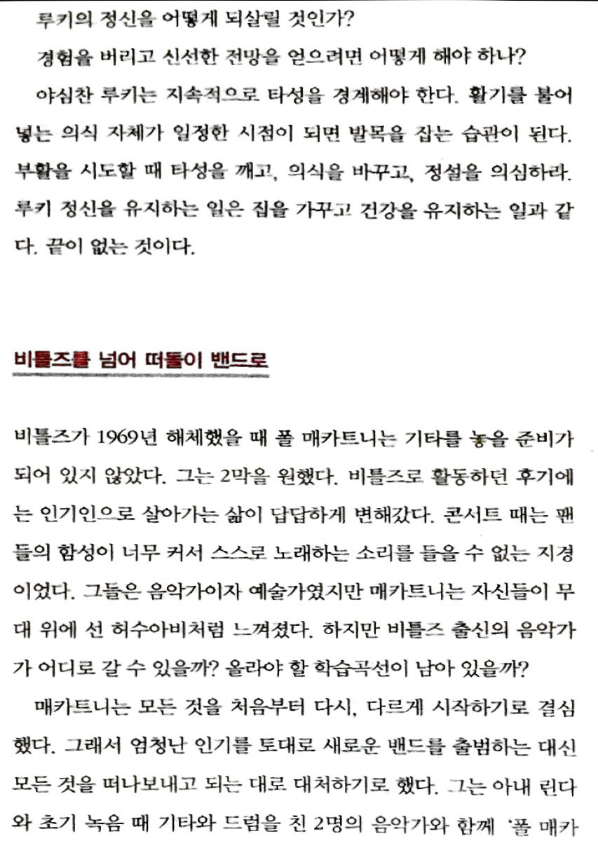 루키의 정신을 어떻게 되살릴 것인가?
경험을 버리고 신선한 전망을 얻으려면 어떻게 해야 하나?
야심찬 루키는 지속적으로 타성을 경계해야 한다. 활기를 불어
넣는 의식 자체가 일정한 시점이 되면 발목을 잡는 습관이 된다.
부활을 시도할 때 타성을 깨고, 의식을 바꾸고, 정설을 의심하라.
루키 정신을 유지하는 일은 집을 가꾸고 건강을 유지하는 일과 같
다. 끝이 없는 것이다.
비틀즈를 넘어 떠돌이 밴드로
비틀즈가 1969년 해체했을 때 폴 매카트니는 기타를 놓을 준비가
되어 있지 않았다. 그는 2막을 원했다. 비틀즈로 활동하던 후기에
는 인기인으로 살아가는 삶이 답답하게 변해갔다. 콘서트 때는 팬
들의 함성이 너무 커서 스스로 노래하는 소리를 들을 수 없는 지경
이었다. 그들은 음악가이자 예술가였지만 매카트니는 자신들이 무
대 위에 선 허수아비처럼 느껴졌다. 하지만 비틀즈 출신의 음악가
가 어디로 갈 수 있을까? 올라야 할 학습곡선이 남아 있을까?
매카트니는 모든 것을 처음부터 다시, 다르게 시작하기로 결심
했다. 그래서 엄청난 인기를 토대로 새로운 밴드를 출범하는 대신
모든 것을 떠나보내고 되는 대로 대처하기로 했다. 그는 아내 린다
와 초기 녹음 때 기타와 드럼을 친 2명의 음악가와 함께 ‘폴 매카